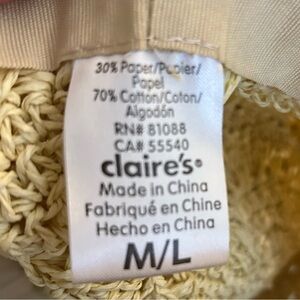 30% Paper/Papier/
Papel
70% Cotton/Coton/
Algodón
RN# 81088
CA# 55540
claire's®
Made in China
Fabriqué en Chine
Hecho en China
M/L